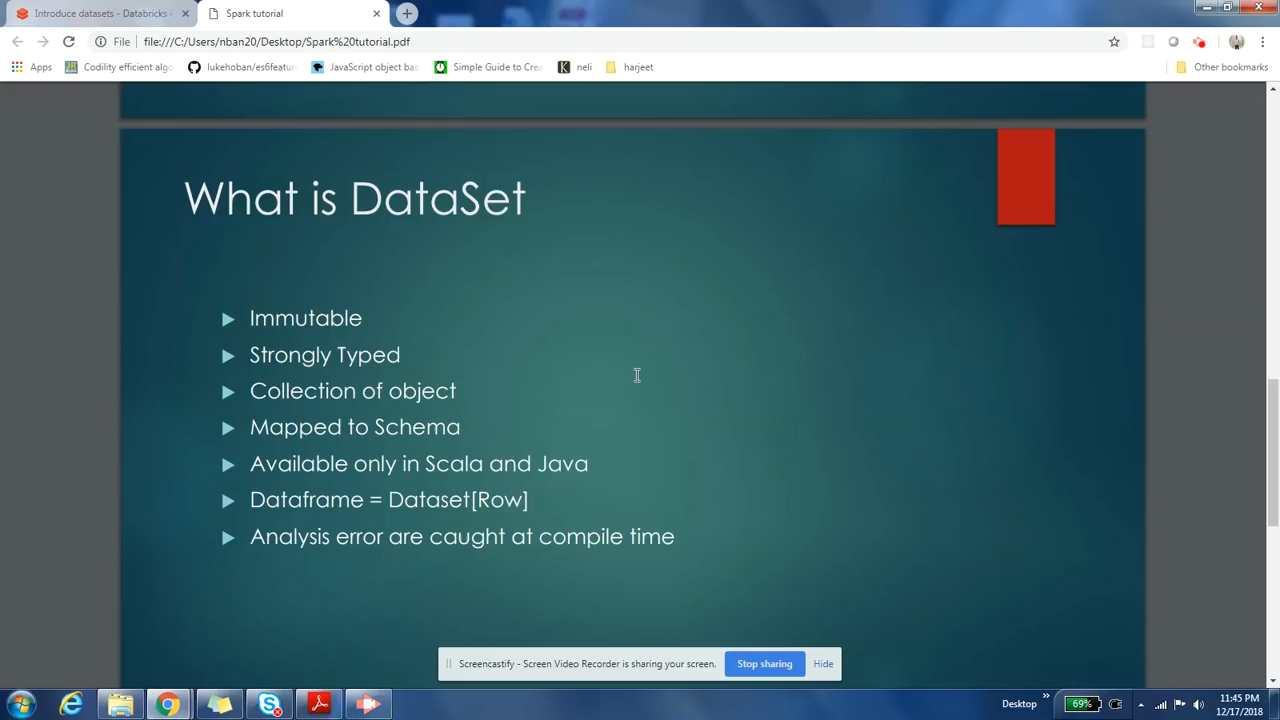 Introduce datasets - Databricks
Spark tutorial
File
file:///C:/Users/nban20/Desktop/Spark%20tutorial.pdf
Apps
Codility efficient algo
lukehoban/es6featur
JavaScript object bas
Simple Guide to Crea
neli
harjeet
Other bookmarks
What is DataSet
Immutable
Strongly Typed
Collection of object
Mapped to Schema
Available only in Scala and Java
Dataframe = Dataset[Row]
Analysis error are caught at compile time
Screencastify - Screen Video Recorder is sharing your screen.
Stop sharing
Hide
Desktop
69%
11:45 PM
12/17/2018